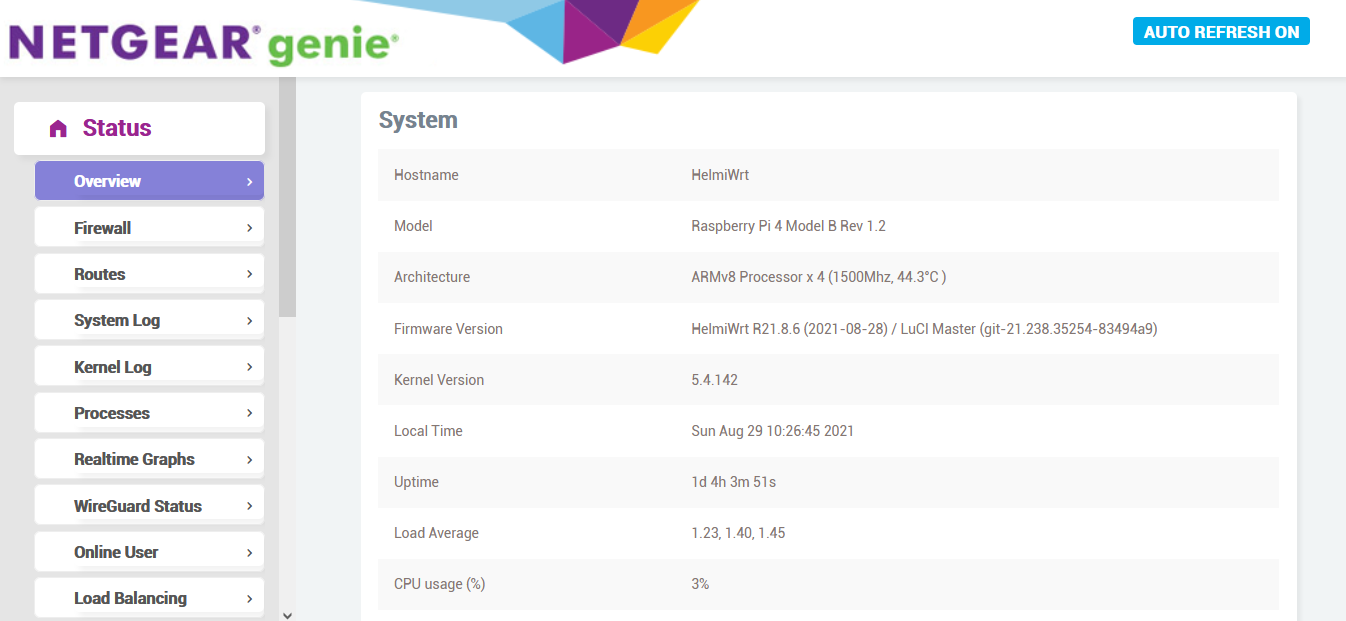 NETGEAR® genie®
AUTO REFRESH ON
Status
Overview
Firewall
Routes
System Log
Kernel Log
Processes
Realtime Graphs
WireGuard Status
Online User
Load Balancing
System
Hostname HelmiWrt
Model Raspberry Pi 4 Model B Rev 1.2
Architecture ARMv8 Processor x 4 (1500Mhz, 44.3°C )
Firmware Version HelmiWrt R21.8.6 (2021-08-28) / LuCI Master (git-21.238.35254-83494a9)
Kernel Version 5.4.142
Local Time Sun Aug 29 10:26:45 2021
Uptime 1d 4h 3m 51s
Load Average 1.23, 1.40, 1.45
CPU usage (%) 3%